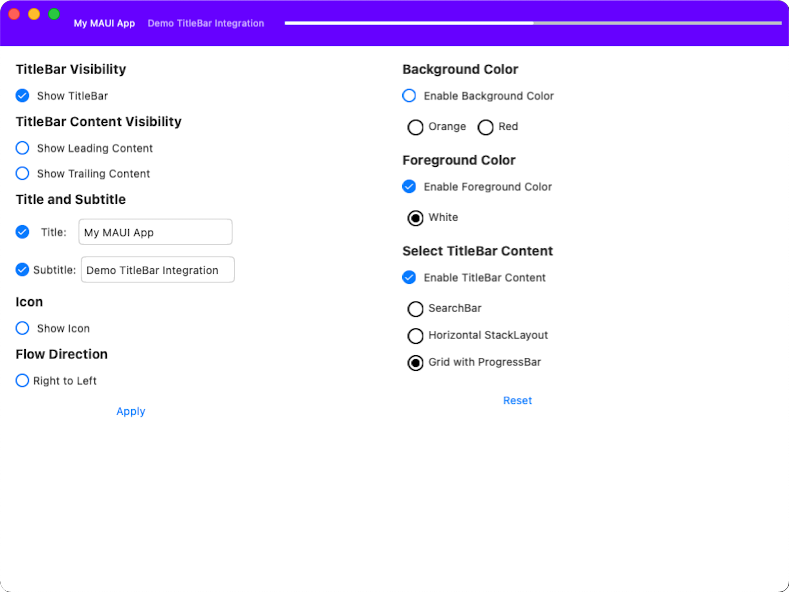 My MAUI App Demo TitleBar Integration
TitleBar Visibility
Show TitleBar
TitleBar Content Visibility
Show Leading Content
Show Trailing Content
Title and Subtitle
Title: My MAUI App
Subtitle: Demo TitleBar Integration
Icon
Show Icon
Flow Direction
Right to Left
Apply
Background Color
Enable Background Color
Orange Red
Foreground Color
Enable Foreground Color
White
Select TitleBar Content
Enable TitleBar Content
SearchBar
Horizontal StackLayout
Grid with ProgressBar
Reset